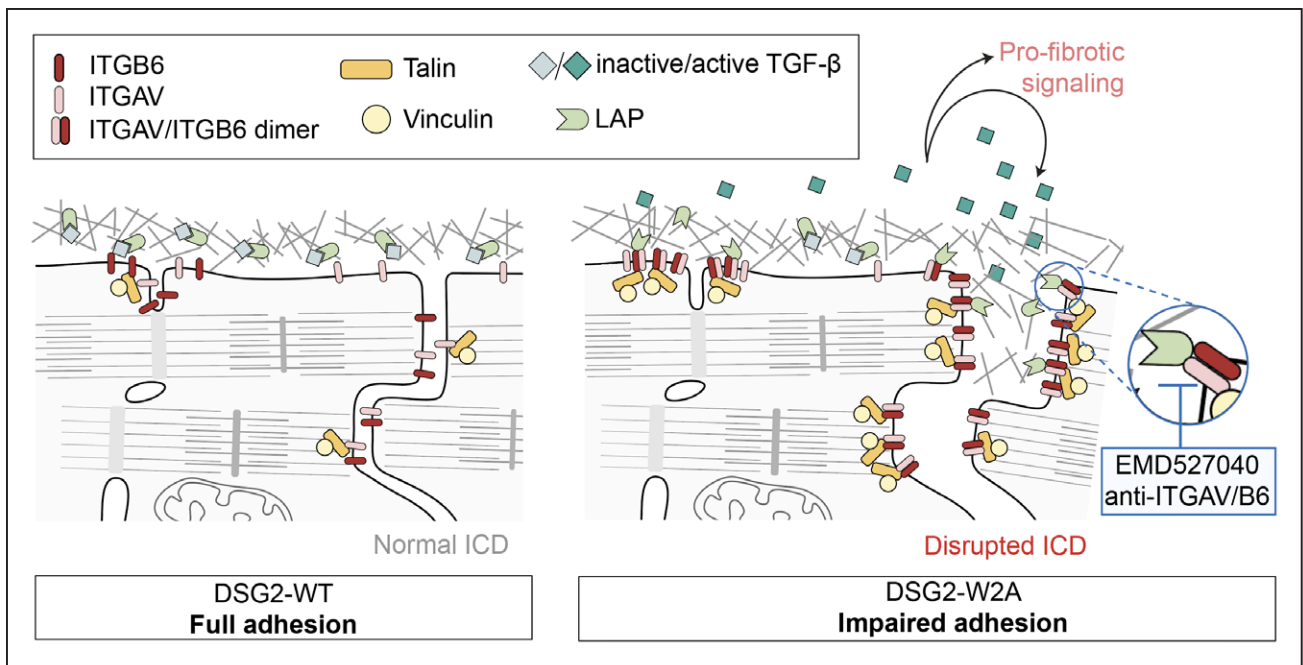 ITGB6
ITGAV
ITGAV/ITGB6 dimer
Talin
Vinculin
inactive/active TGF-β
LAP
Pro-fibrotic
signaling
EMD527040
anti-ITGAV/B6
Normal ICD
Disrupted ICD
DSG2-WT
Full adhesion
DSG2-W2A
Impaired adhesion